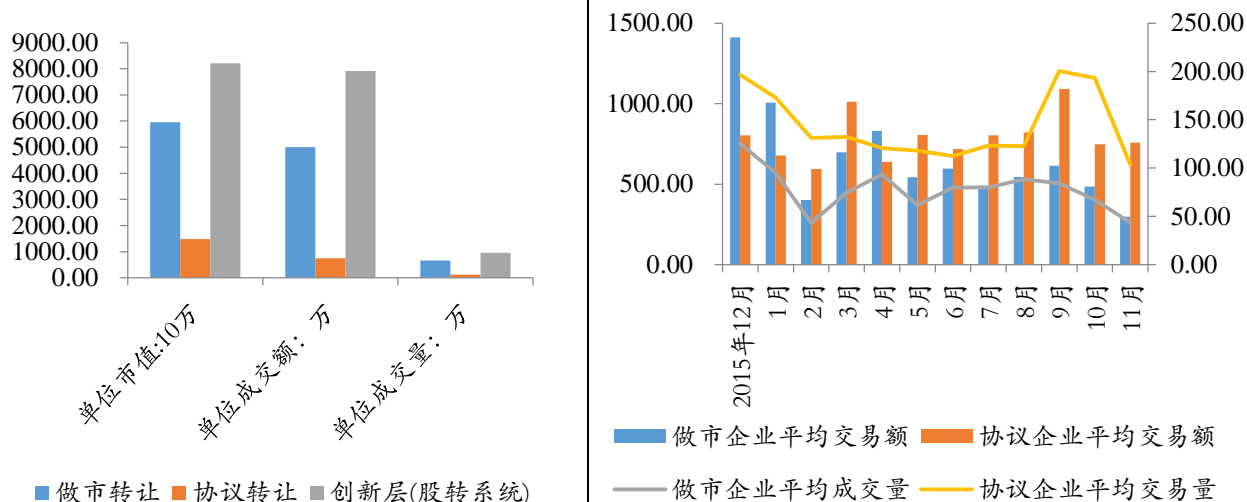 9000.00
8000.00
7000.00
6000.00
5000.00
4000.00
3000.00
2000.00
1000.00
0.00
单位市值:10万
单位成交额：万
单位成交量：万
做市转让 协议转让 创新层(股转系统)
1500.00
1000.00
500.00
0.00
250.00
200.00
150.00
100.00
50.00
0.00
2015年12月
1月
2月
3月
4月
5月
6月
7月
8月
9月
10月
11月
做市企业平均交易额 协议企业平均交易额
做市企业平均成交量 协议企业平均交易量